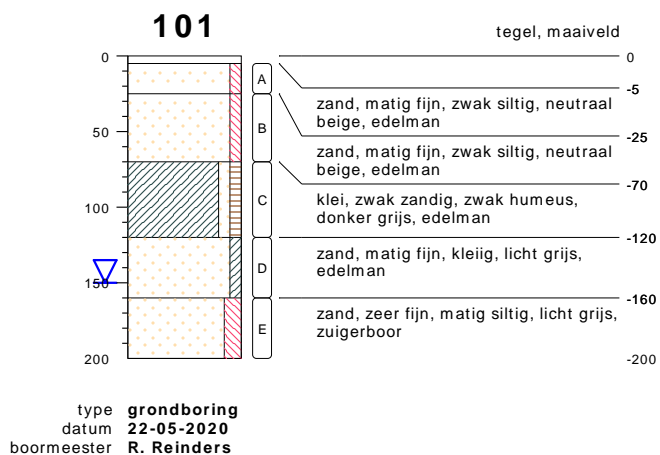 101
tegel, maaiveld
0
0
A
-5
zand, matig fijn, zwak siltig, neutraal
beige, edelman
B
50
-25
zand, matig fijn, zwak siltig, neutraal
beige, edelman
-70
C
100
klei, zwak zandig, zwak humeus,
donker grijs, edelman
-120
D
150
zand, matig fijn, kleiig, licht grijs,
edelman
-160
E
zand, zeer fijn, matig siltig, licht grijs,
zuigerboor
200
-200
type grondboring
datum 22-05-2020
boormeester R. Reinders